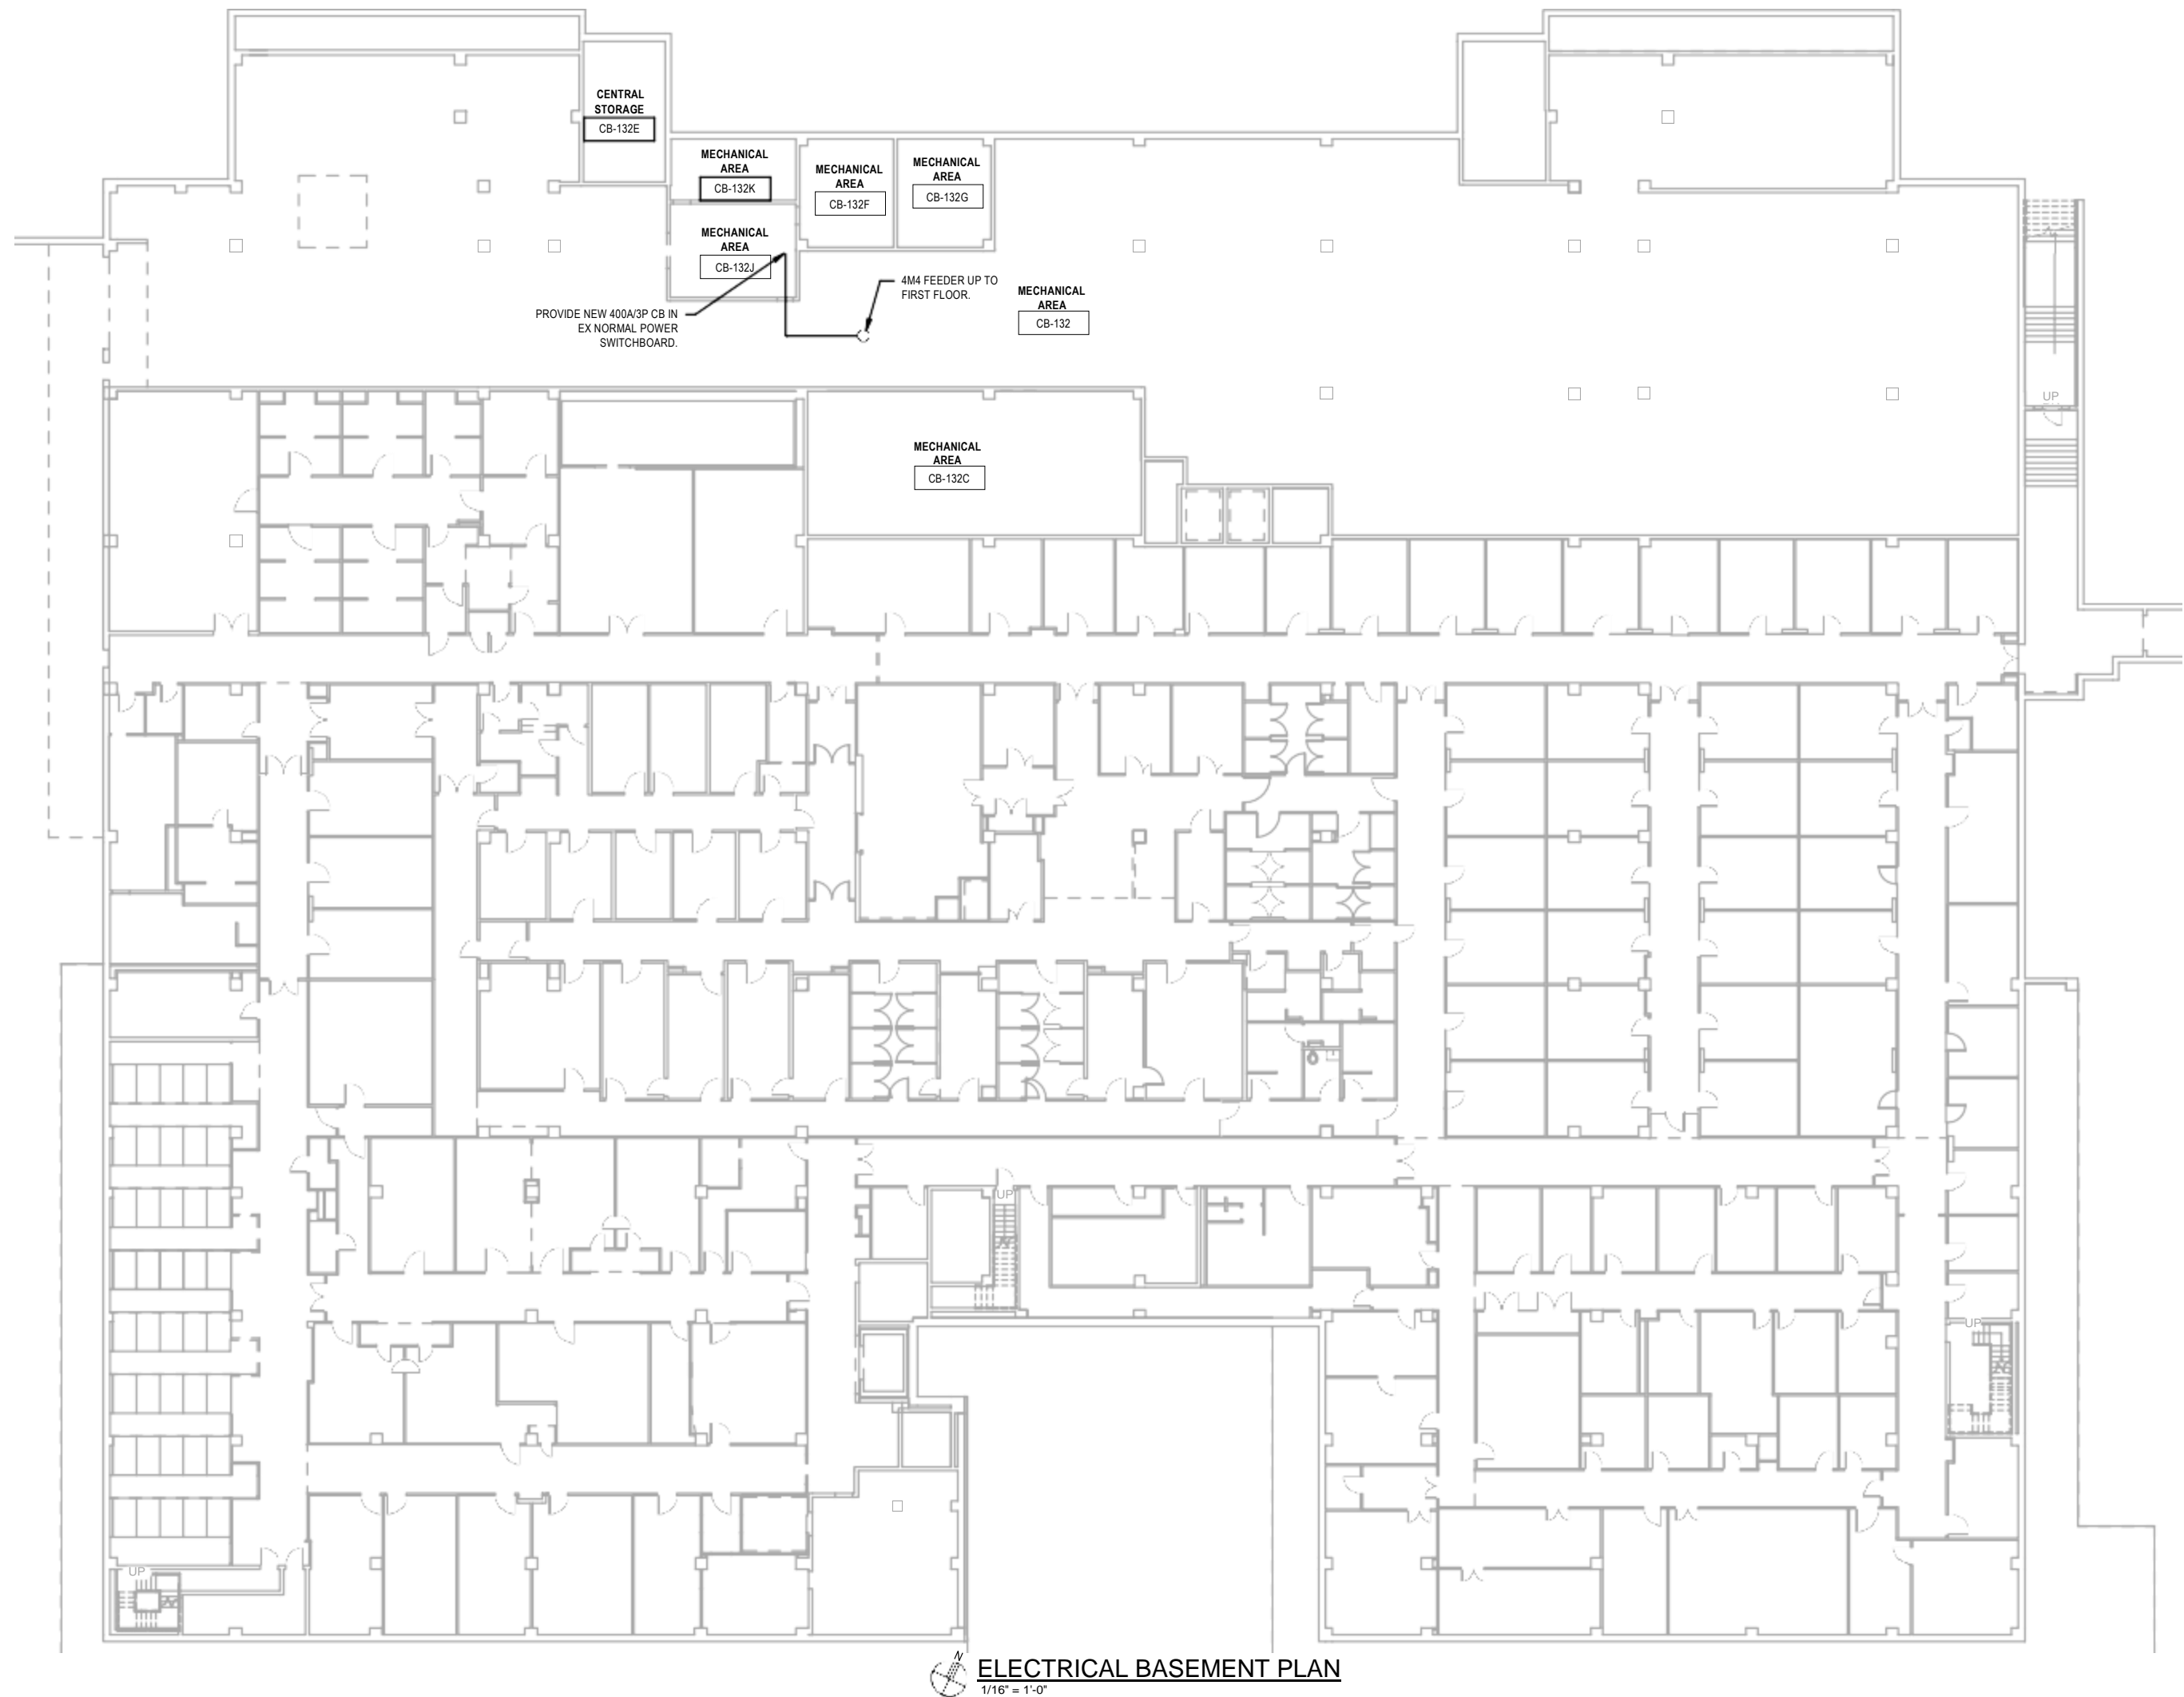 CENTRAL
STORAGE
CB-132E
MECHANICAL
AREA
CB-132K
MECHANICAL
AREA
CB-132F
MECHANICAL
AREA
CB-132G
MECHANICAL
AREA
CB-132J
4M4 FEEDER UP TO
FIRST FLOOR.
MECHANICAL
AREA
CB-132
PROVIDE NEW 400A/3P CB IN
EX NORMAL POWER
SWITCHBOARD.
UP
MECHANICAL
AREA
CB-132C
UP
UP
UP
N
ELECTRICAL BASEMENT PLAN
1/16" = 1'-0"